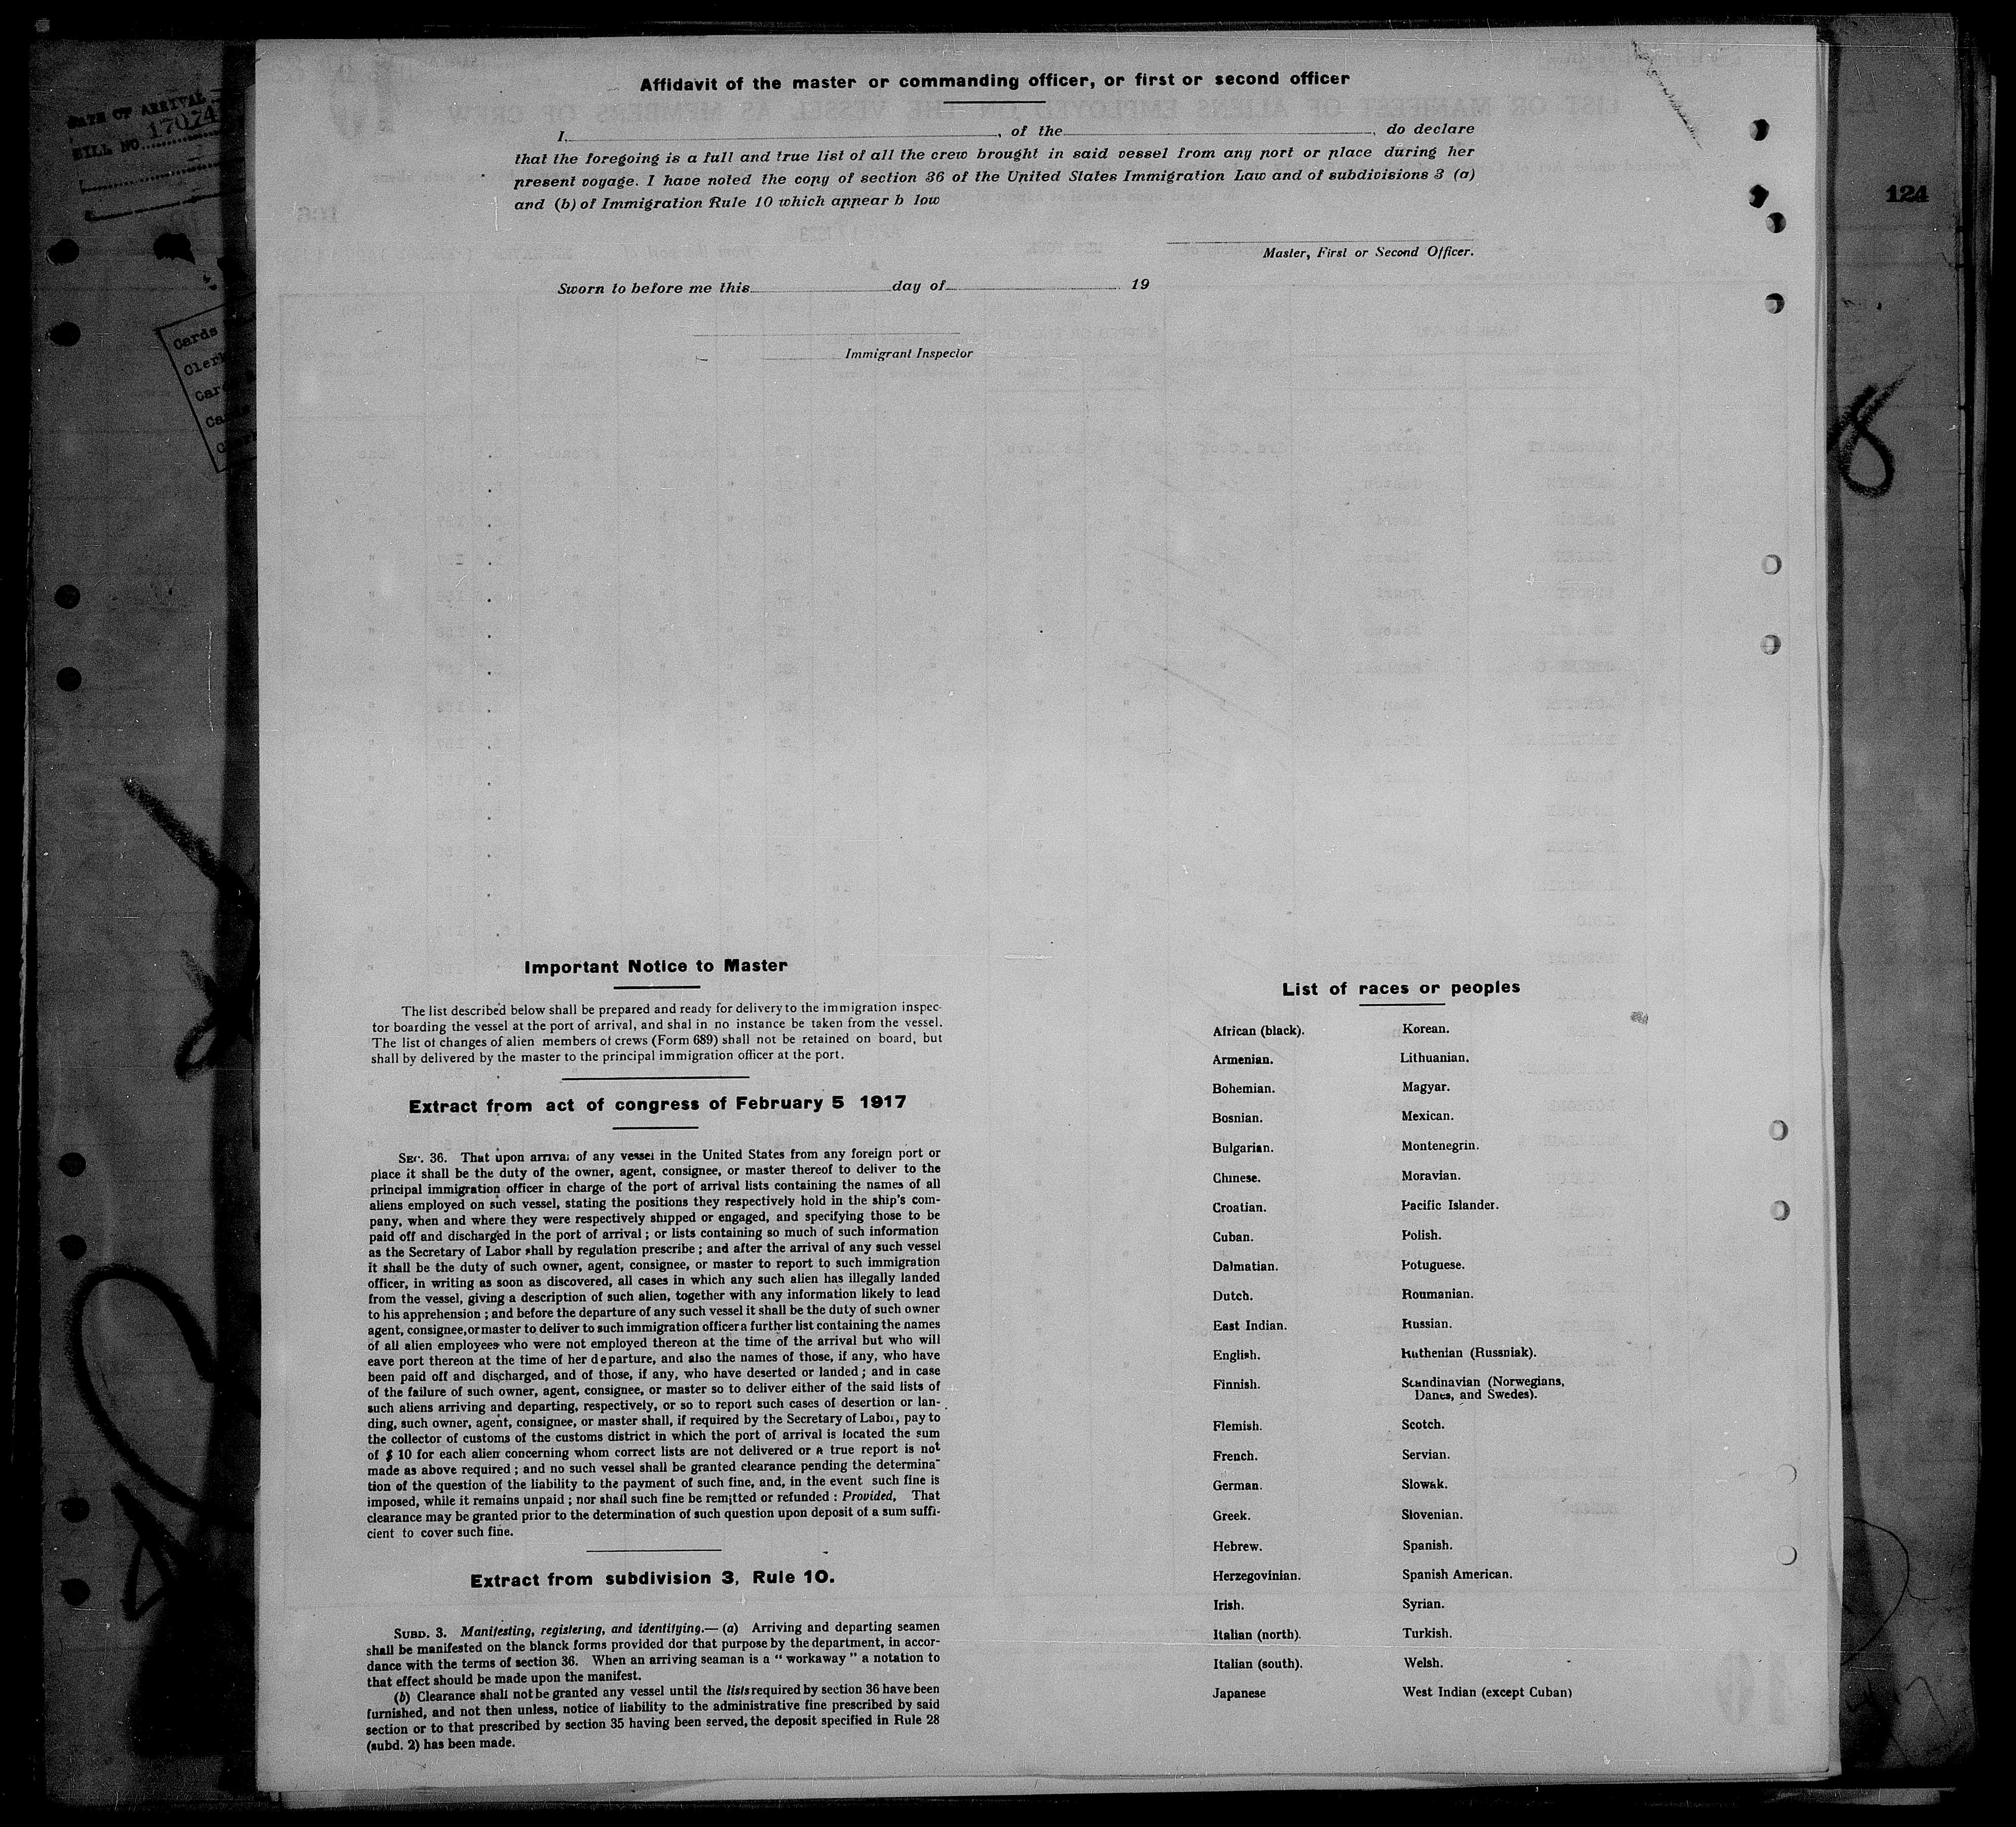 Affidavit of the master or commanding officer, or first or second officer
I, , of the , do declare
that the foregoing is a full and true list of all the crew brought in said vessel from any port or place during her
present voyage. I have noted the copy of section 36 of the United States Immigration Law and of subdivisions 3 (a)
and (b) of Immigration Rule 10 which appear b low
Master, First or Second Officer.
Sworn to before me this day of 19
Immigrant Inspector
DATE OF ARRIVAL
BILL NO. 17074
Cards
124
8
Important Notice to Master
The list described below shall be prepared and ready for delivery to the immigration inspec-
tor boarding the vessel at the port of arrival, and shal in no instance be taken from the vessel.
The list of changes of alien members of crews (Form 689) shall not be retained on board, but
shall by delivered by the master to the principal immigration officer at the port.
Extract from act of congress of February 5 1917
SEC. 36. That upon arrival of any vessel in the United States from any foreign port or
place it shall be the duty of the owner, agent, consignee, or master thereof to deliver to the
principal immigration officer in charge of the port of arrival lists containing the names of all
aliens employed on such vessel, stating the positions they respectively hold in the ship's com-
pany, when and where they were respectively shipped or engaged, and specifying those to be
paid off and discharged in the port of arrival ; or lists containing so much of such information
as the Secretary of Labor shall by regulation prescribe ; and after the arrival of any such vessel
it shall be the duty of such owner, agent, consignee, or master to report to such immigration
officer, in writing as soon as discovered, all cases in which any such alien has illegally landed
from the vessel, giving a description of such alien, together with any information likely to lead
to his apprehension ; and before the departure of any such vessel it shall be the duty of such owner
agent, consignee, or master to deliver to such immigration officer a further list containing the names
of all alien employees who were not employed thereon at the time of the arrival but who will
eave port thereon at the time of her departure, and also the names of those, if any, who have
been paid off and discharged, and of those, if any, who have deserted or landed ; and in case
of the failure of such owner, agent, consignee, or master so to deliver either of the said lists of
such aliens arriving and departing, respectively, or so to report such cases of desertion or lan-
ding, such owner, agent, consignee, or master shall, if required by the Secretary of Labor, pay to
the collector of customs of the customs district in which the port of arrival is located the sum
of $ 10 for each alien concerning whom correct lists are not delivered or a true report is not
made as above required ; and no such vessel shall be granted clearance pending the determina-
tion of the question of the liability to the payment of such fine, and, in the event such fine is
imposed, while it remains unpaid ; nor shall such fine be remitted or refunded : Provided, That
clearance may be granted prior to the determination of such question upon deposit of a sum suffi-
cient to cover such fine.
Extract from subdivision 3, Rule 10.
SUBD. 3. Manifesting, registering, and identifying.— (a) Arriving and departing seamen
shall be manifested on the blanck forms provided dor that purpose by the department, in accor-
dance with the terms of section 36. When an arriving seaman is a " workaway " a notation to
that effect should be made upon the manifest.
(b) Clearance shall not be granted any vessel until the lists required by section 36 have been
furnished, and not then unless, notice of liability to the administrative fine prescribed by said
section or to that prescribed by section 35 having been served, the deposit specified in Rule 28
(subd. 2) has been made.
List of races or peoples
African (black). Korean.
Armenian. Lithuanian.
Bohemian. Magyar.
Bosnian. Mexican.
Bulgarian. Montenegrin.
Chinese. Moravian.
Croatian. Pacific Islander.
Cuban. Polish.
Dalmatian. Potuguese.
Dutch. Roumanian.
East Indian. Russian.
English. Ruthenian (Russniak).
Finnish. Scandinavian (Norwegians,
Danes, and Swedes).
Flemish. Scotch.
French. Servian.
German. Slowak.
Greek. Slovenian.
Hebrew. Spanish.
Herzegovinian. Spanish American.
Irish. Syrian.
Italian (north). Turkish.
Italian (south). Welsh.
Japanese West Indian (except Cuban)